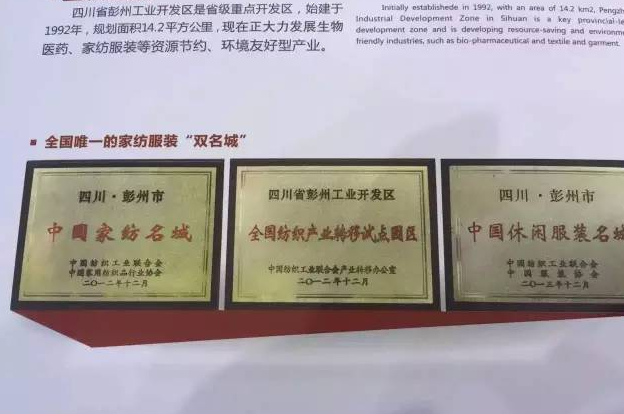 四川省彭州工业开发区是省级重点开发区，始建于
1992年，规划面积14.2平方公里，现在正大力发展生物
医药、家纺服装等资源节约、环境友好型产业。
Initially establishede in 1992, with an area of 14.2 km2, Pengzh
Industrial Development Zone in Sihuan is a key provincial-le
development zone and is developing resource-saving and environme
friendly industries, such as bio-pharmaceutical and textile and garment.
全国唯一的家纺服装“双名城”
四川·彭州市
中国家纺名城
中国纺织工业联合会
中国家用纺织品行业协会
二〇一二年十二月
四川省彭州工业开发区
全国纺织产业转移试点园区
中国纺织工业联合会产业转移办公室
二〇一二年十二月
四川·彭州市
中国休闲服装名城
中国纺织工业联合会
中国服装协会
二〇一三年十二月